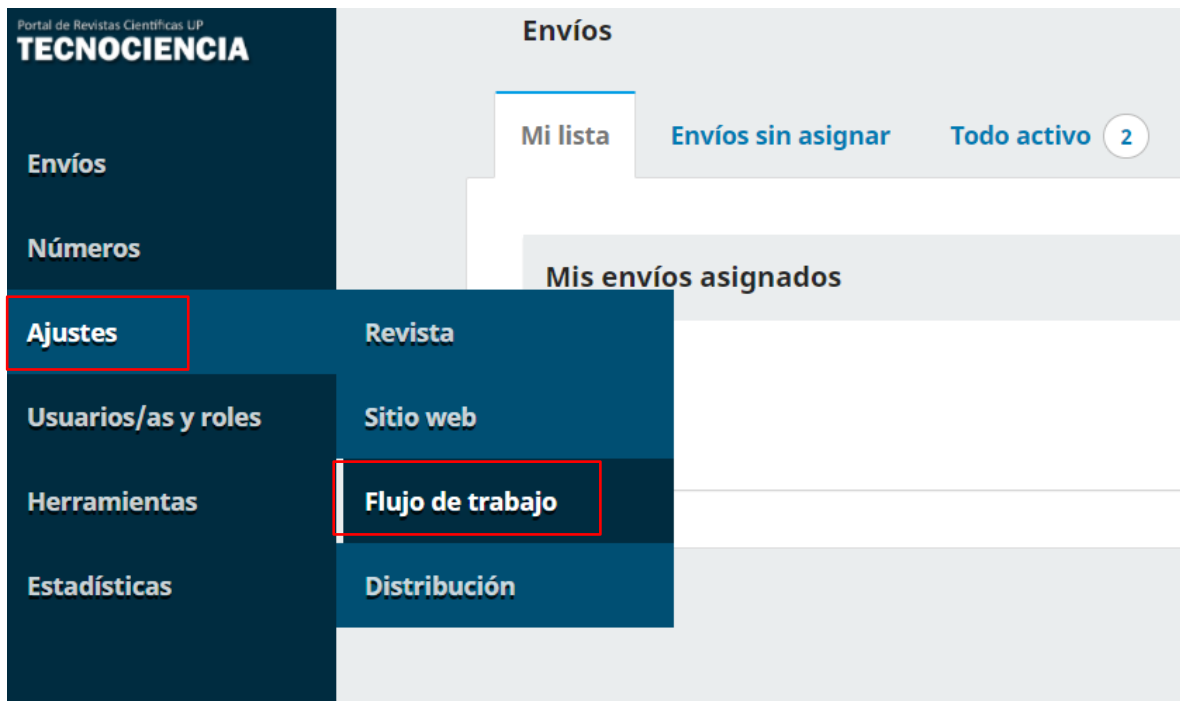 Portal de Revistas Científicas UP
TECNOCIENCIA
Envíos
Números
Ajustes
Usuarios/as y roles
Herramientas
Estadísticas
Revista
Sitio web
Flujo de trabajo
Distribución
Envíos
Mi lista Envíos sin asignar Todo activo 2
Mis envíos asignados